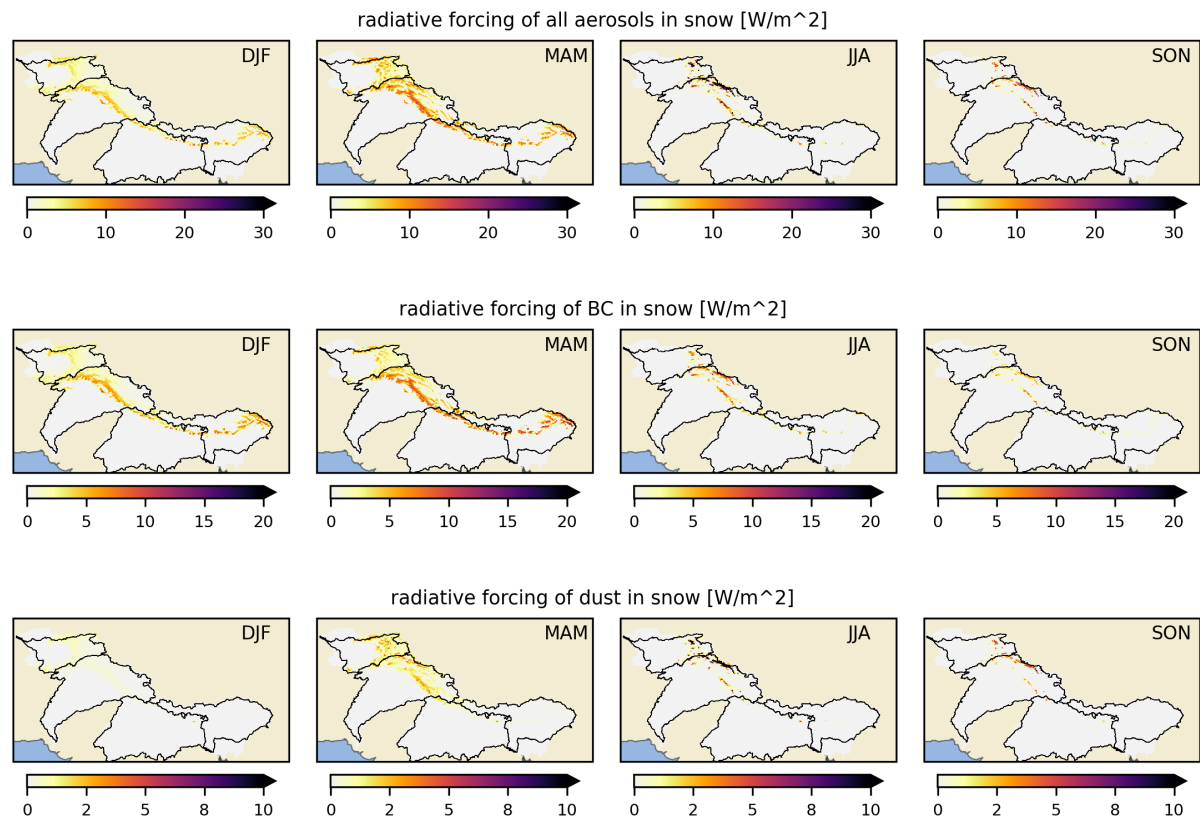 radiative forcing of all aerosols in snow [W/m^2]
DJF MAM JJA SON
0 10 20 30 0 10 20 30 0 10 20 30 0 10 20 30
radiative forcing of BC in snow [W/m^2]
DJF MAM JJA SON
0 5 10 15 20 0 5 10 15 20 0 5 10 15 20 0 5 10 15 20
radiative forcing of dust in snow [W/m^2]
DJF MAM JJA SON
0 2 5 8 10 0 2 5 8 10 0 2 5 8 10 0 2 5 8 10